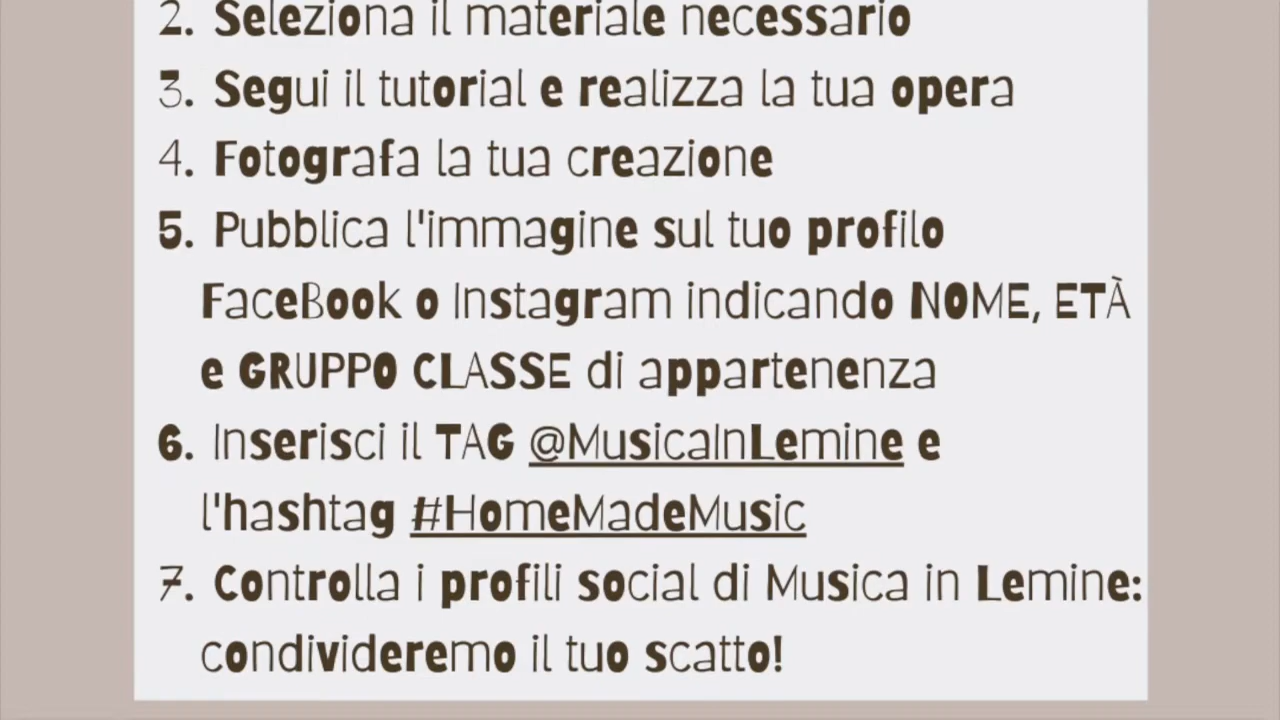 2. Seleziona il materiale necessario
3. Segui il tutorial e realizza la tua opera
4. Fotografa la tua creazione
5. Pubblica l'immagine sul tuo profilo
FaceBook o Instagram indicando NOME, ETÀ
e GRUPPO CLASSE di appartenenza
6. Inserisci il TAG @MusicaInLemine e
l'hashtag #HomeMadeMusic
7. Controlla i profili social di Musica in Lemine:
condivideremo il tuo scatto!